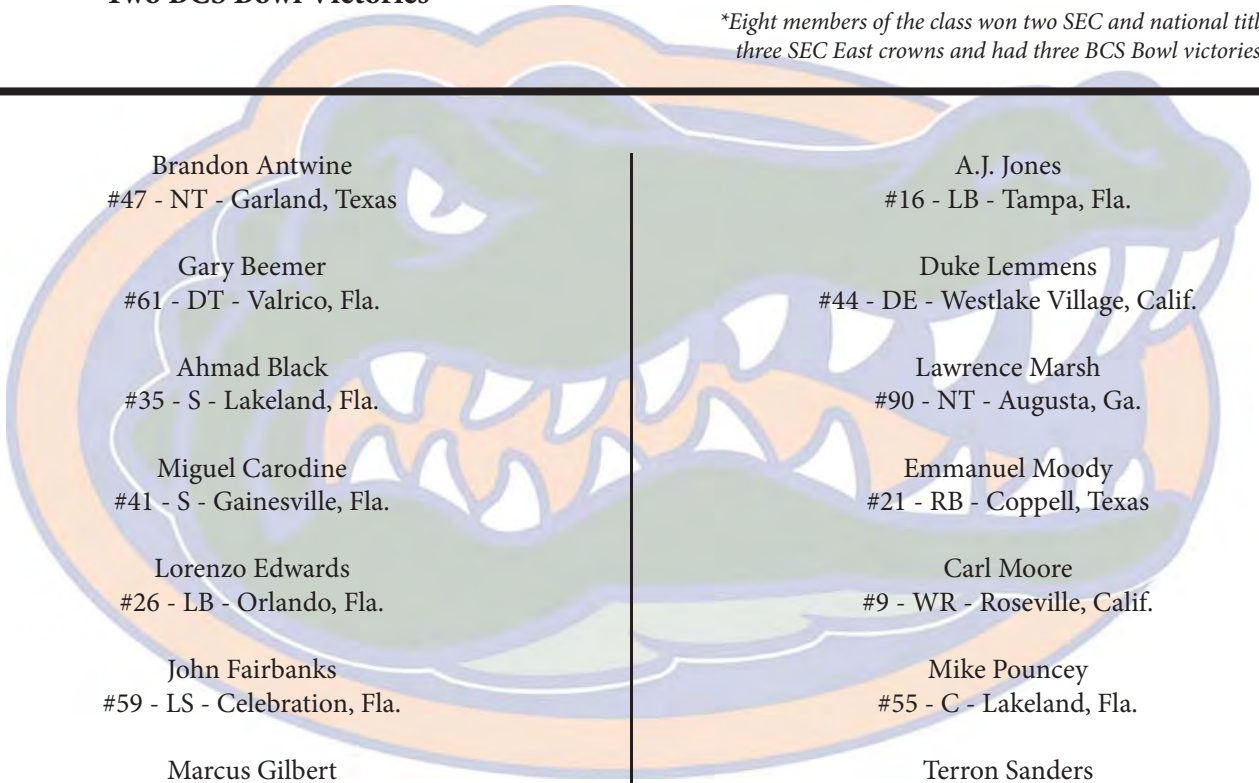 Two BCS Bowl Victories
*Eight members of the class won two SEC and national titl
three SEC East crowns and had three BCS Bowl victories
Brandon Antwine
#47 - NT - Garland, Texas
Gary Beemer
#61 - DT - Valrico, Fla.
Ahmad Black
#35 - S - Lakeland, Fla.
Miguel Carodine
#41 - S - Gainesville, Fla.
Lorenzo Edwards
#26 - LB - Orlando, Fla.
John Fairbanks
#59 - LS - Celebration, Fla.
Marcus Gilbert
A.J. Jones
#16 - LB - Tampa, Fla.
Duke Lemmens
#44 - DE - Westlake Village, Calif.
Lawrence Marsh
#90 - NT - Augusta, Ga.
Emmanuel Moody
#21 - RB - Coppell, Texas
Carl Moore
#9 - WR - Roseville, Calif.
Mike Pouncey
#55 - C - Lakeland, Fla.
Terron Sanders